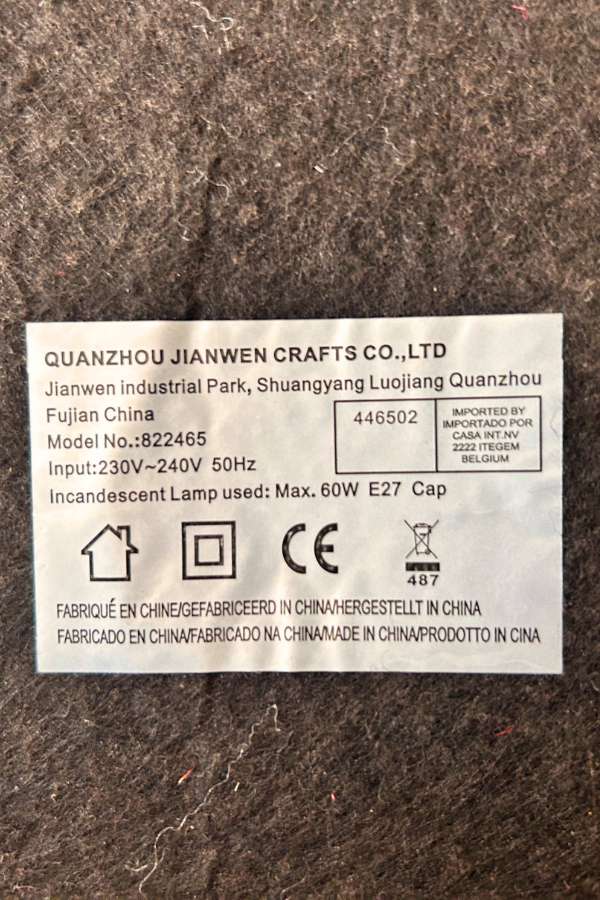 QUANZHOU JIANWEN CRAFTS CO.,LTD
Jianwen industrial Park, Shuangyang Luojiang Quanzhou
Fujian China
Model No.:822465
Input:230V~240V 50Hz
446502
IMPORTED BY
IMPORTADO POR
CASA INT.NV
2222 ITEGEM
BELGIUM
Incandescent Lamp used: Max. 60W E27 Cap
CE
487
FABRIQUÉ EN CHINE/GEFABRICEERD IN CHINA/HERGESTELLT IN CHINA
FABRICADO EN CHINA/FABRICADO NA CHINA/MADE IN CHINA/PRODOTTO IN CINA